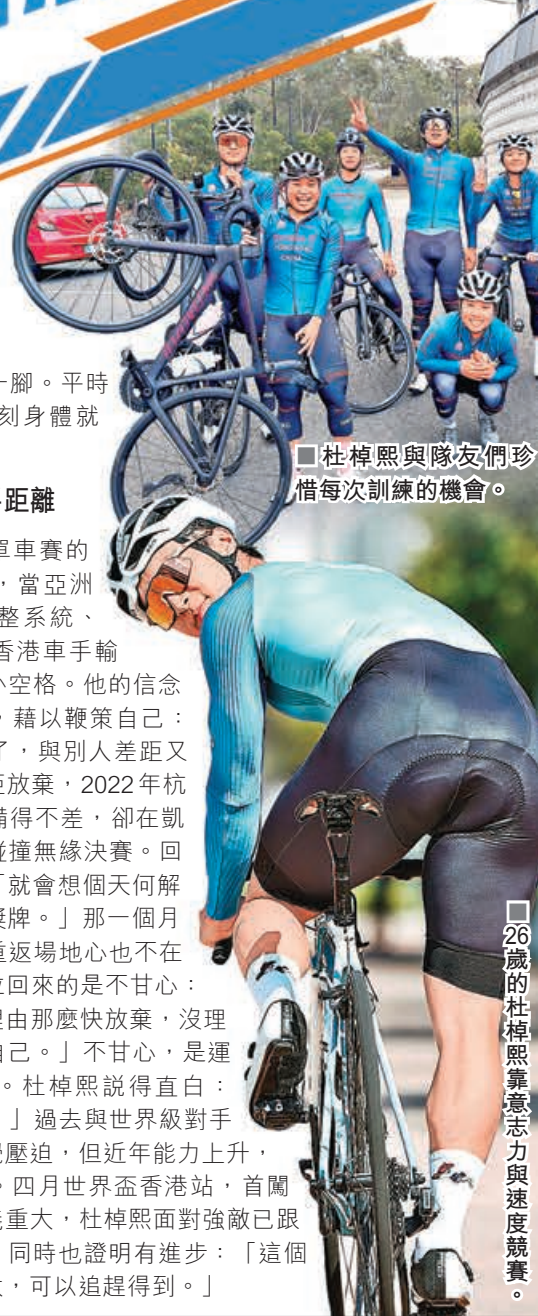 一腳。平時
刻身體就
距離
單車賽的
，當亞洲
整系統、
香港車手輸
小空格。他的信念
，藉以鞭策自己：
了，與別人差距又
放棄，2022年杭
備得不差，卻在凱
碰撞無緣決賽。回
「就會想個天何解
獎牌。」那一個月
重返場地心也不在
回來的是不甘心：
理由那麼快放棄，沒理
自己。」不甘心，是運
。杜棹熙說得直白：
」過去與世界級對手
覺壓迫，但近年能力上升，
。四月世界盃香港站，首闖
重大，杜棹熙面對強敵已跟
，同時也證明有進步：「這個
，可以追趕得到。」
■杜棹熙與隊友們珍
惜每次訓練的機會。
■26歲的杜棹熙靠意志力與速度競賽。